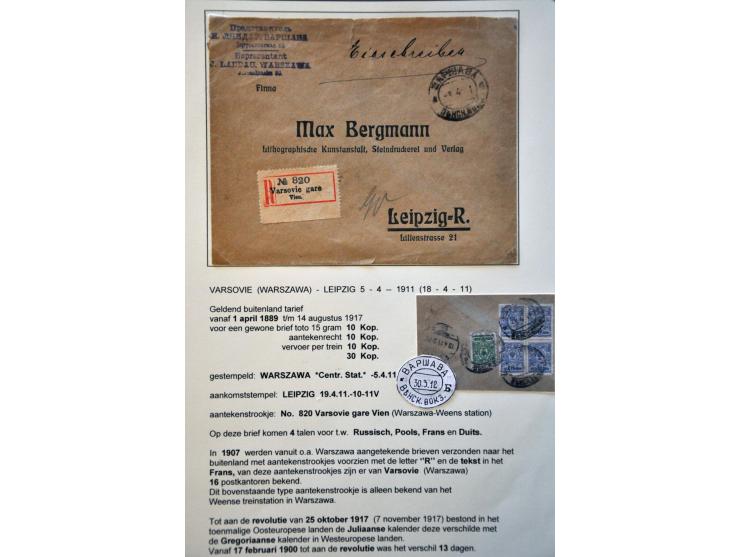 Представитель
I. ЛАНДАУ, ВАРШАВА
Representant
J. LANDAU, WARSZAWA
Einschreiben
ВАРШАВА
Firma
Max Bergmann
Lithographische Kunstanstalt, Steindruckerei und Verlag
№ 820
Varsovie gare
Vien.
Leipzig-R.
Lilienstrasse 21
VARSOVIE (WARSZAWA) - LEIPZIG 5 - 4 – 1911 (18 - 4 - 11)
Geldend buitenland tarief
vanaf 1 april 1889 t/m 14 augustus 1917
voor een gewone brief toto 15 gram 10 Kop.
aantekenrecht 10 Kop.
vervoer per trein 10 Kop.
30 Kop.
gestempeld: WARSZAWA *Centr. Stat.* -5.4.11
ВАРШАВА
30.5.12
Б
ВѢНСК. ВОКЗ.
aankomststempel: LEIPZIG 19.4.11.-10-11V
aantekenstrookje: No. 820 Varsovie gare Vien (Warszawa-Weens station)
Op deze brief komen 4 talen voor t.w. Russisch, Pools, Frans en Duits.
In 1907 werden vanuit o.a. Warszawa aangetekende brieven verzonden naar het
buitenland met aantekenstrookjes voorzien met de letter "R" en de tekst in het
Frans, van deze aantekenstrookjes zijn er van Varsovie (Warszawa)
16 postkantoren bekend.
Dit bovenstaande type aantekenstrookje is alleen bekend van het
Weense treinstation in Warszawa.
Tot aan de revolutie van 25 oktober 1917 (7 november 1917) bestond in het
toenmalige Oosteuropese landen de Juliaanse kalender deze verschilde met
de Gregoriaanse kalender in Westeuropese landen.
Vanaf 17 februari 1900 tot aan de revolutie was het verschil 13 dagen.